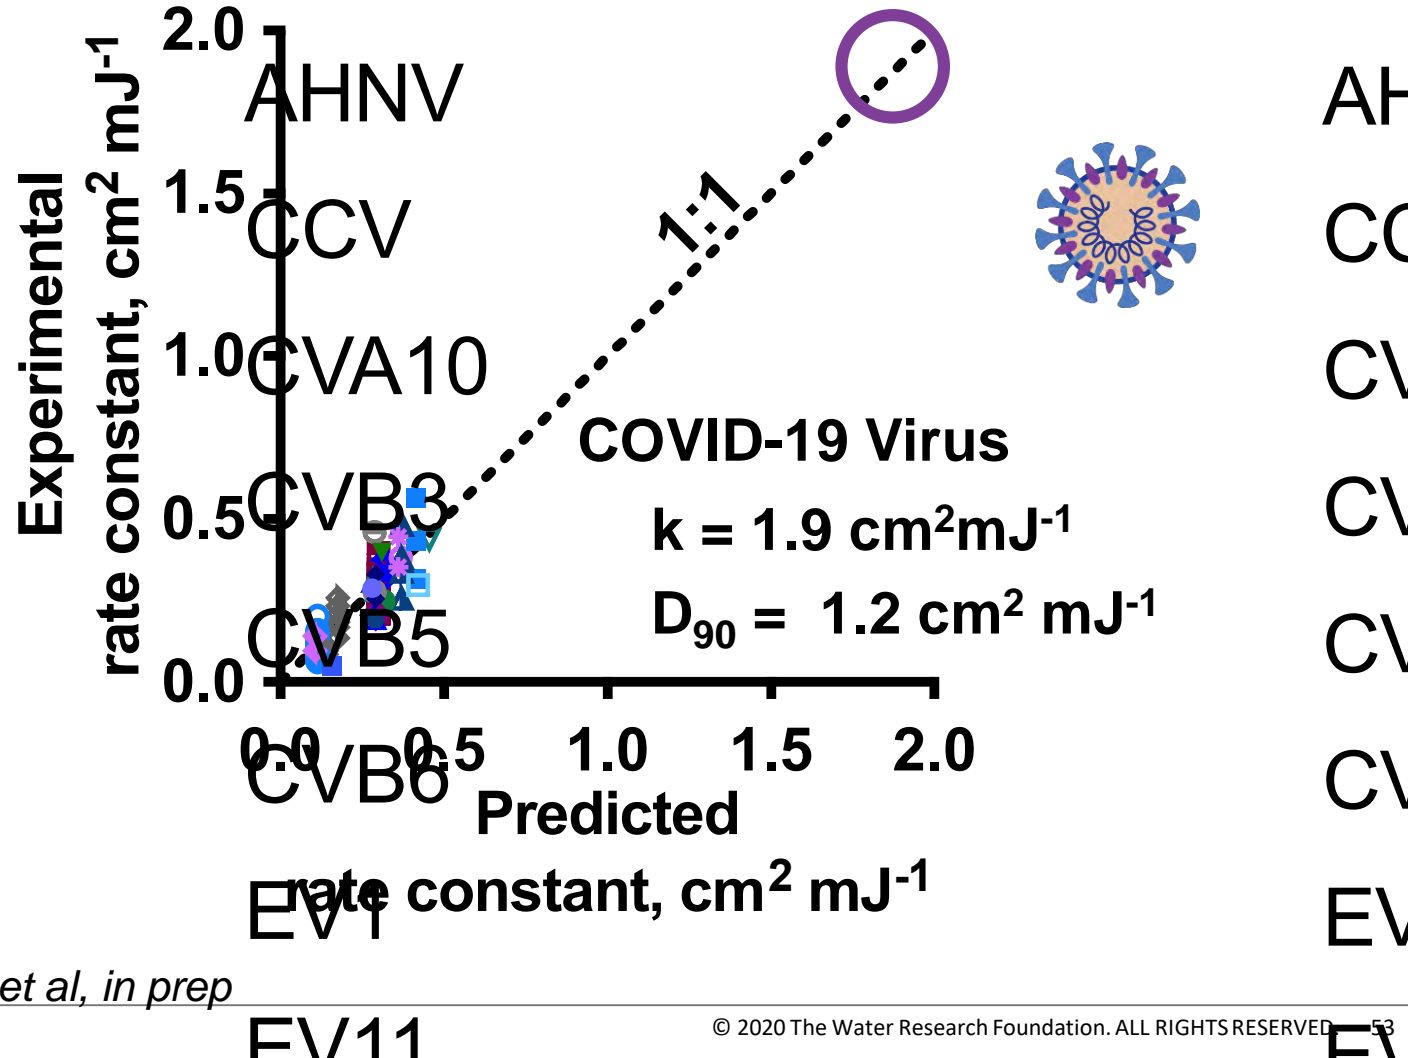 2.0
AHNV
1.5
CCV
1.0
CVA10
0.5
CVB3
0.0
CVB5
Experimental
rate constant, cm² mJ⁻¹
1:1
COVID-19 Virus
k = 1.9 cm²mJ⁻¹
D₉₀ = 1.2 cm² mJ⁻¹
0.0 0.5 1.0 1.5 2.0
CVB6
Predicted
rate constant, cm² mJ⁻¹
EV1
et al, in prep
EV11
© 2020 The Water Research Foundation. ALL RIGHTS RESERVED. 53
AH
CC
CV
CV
CV
CV
EV
EV